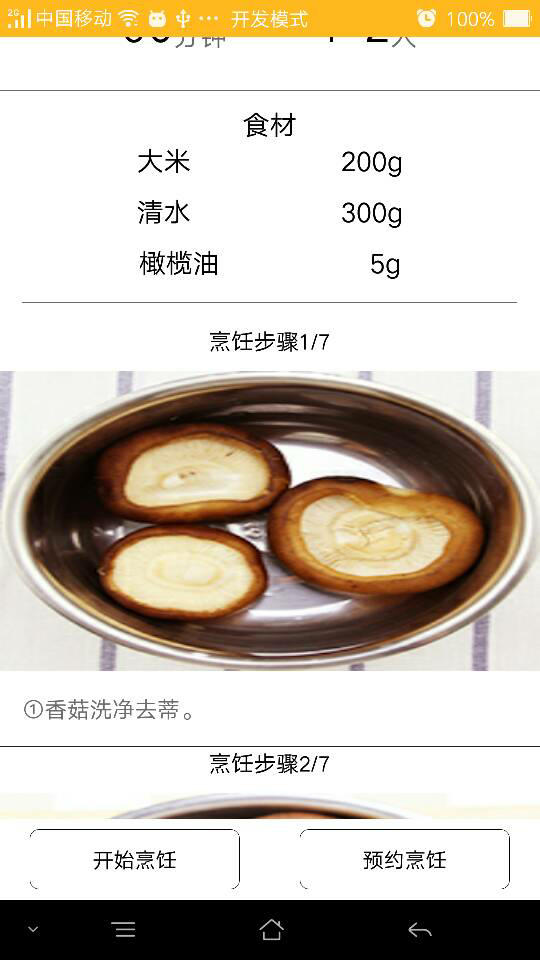 2G 中国移动 ··· 开发模式 100%
分钟 人
食材
大米 200g
清水 300g
橄榄油 5g
烹饪步骤1/7
①香菇洗净去蒂。
烹饪步骤2/7
开始烹饪 预约烹饪